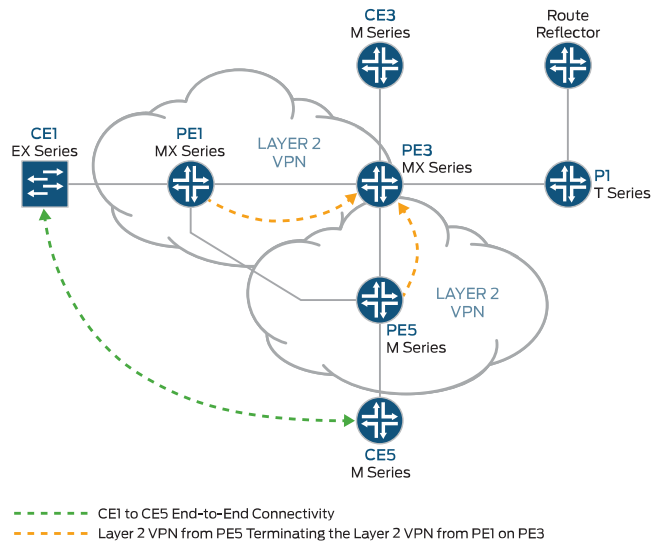 CE3
M Series
Route
Reflector
CE1
EX Series
PE1
MX Series
LAYER 2
VPN
PE3
MX Series
P1
T Series
LAYER 2
VPN
PE5
M Series
CE5
M Series
CE1 to CE5 End-to-End Connectivity
Layer 2 VPN from PE5 Terminating the Layer 2 VPN from PE1 on PE3